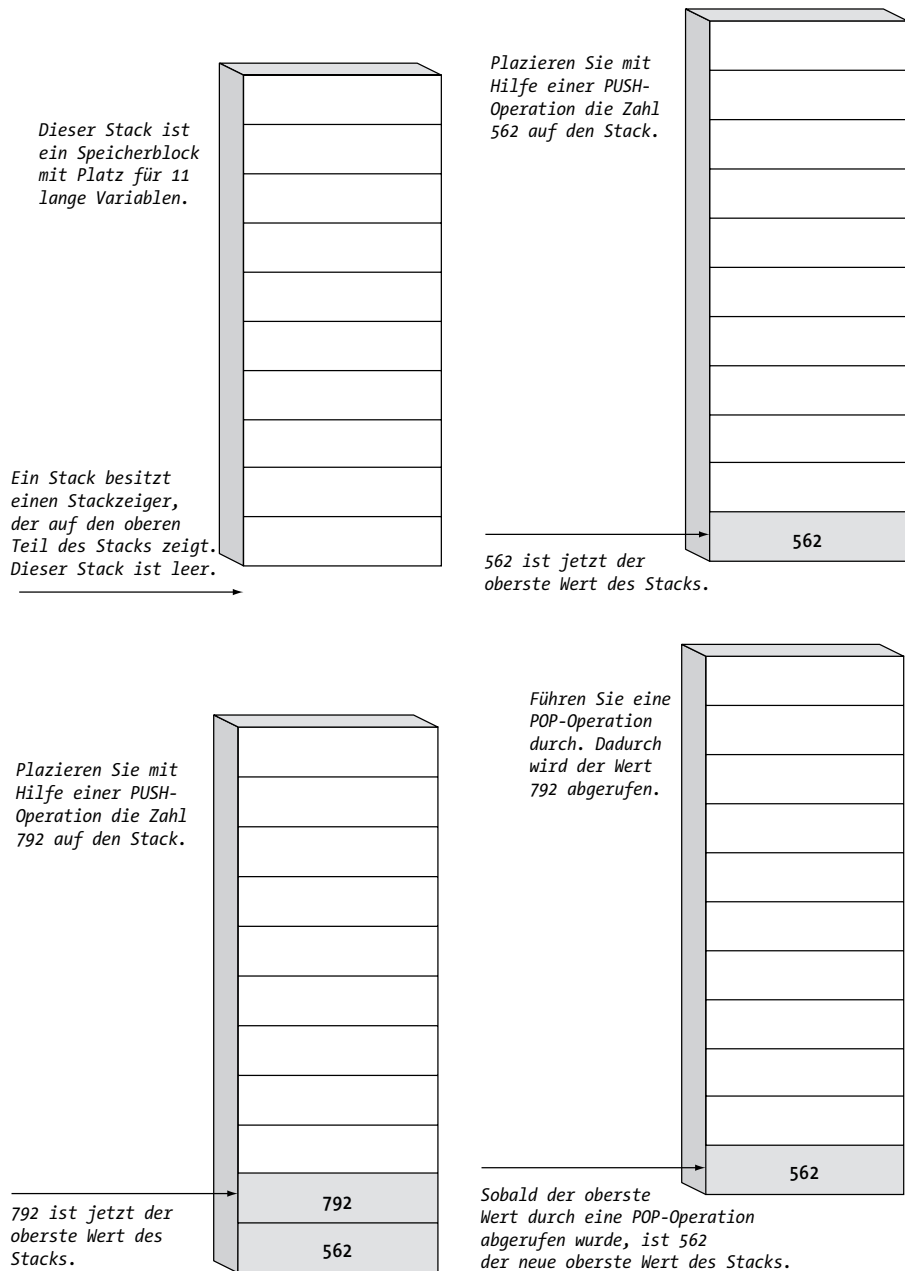 Dieser Stack ist
ein Speicherblock
mit Platz für 11
lange Variablen.
Ein Stack besitzt
einen Stackzeiger,
der auf den oberen
Teil des Stacks zeigt.
Dieser Stack ist leer.
Plazieren Sie mit
Hilfe einer PUSH-
Operation die Zahl
562 auf den Stack.
562
562 ist jetzt der
oberste Wert des Stacks.
Plazieren Sie mit
Hilfe einer PUSH-
Operation die Zahl
792 auf den Stack.
792
562
792 ist jetzt der
oberste Wert des
Stacks.
Führen Sie eine
POP-Operation
durch. Dadurch
wird der Wert
792 abgerufen.
562
Sobald der oberste
Wert durch eine POP-Operation
abgerufen wurde, ist 562
der neue oberste Wert des Stacks.